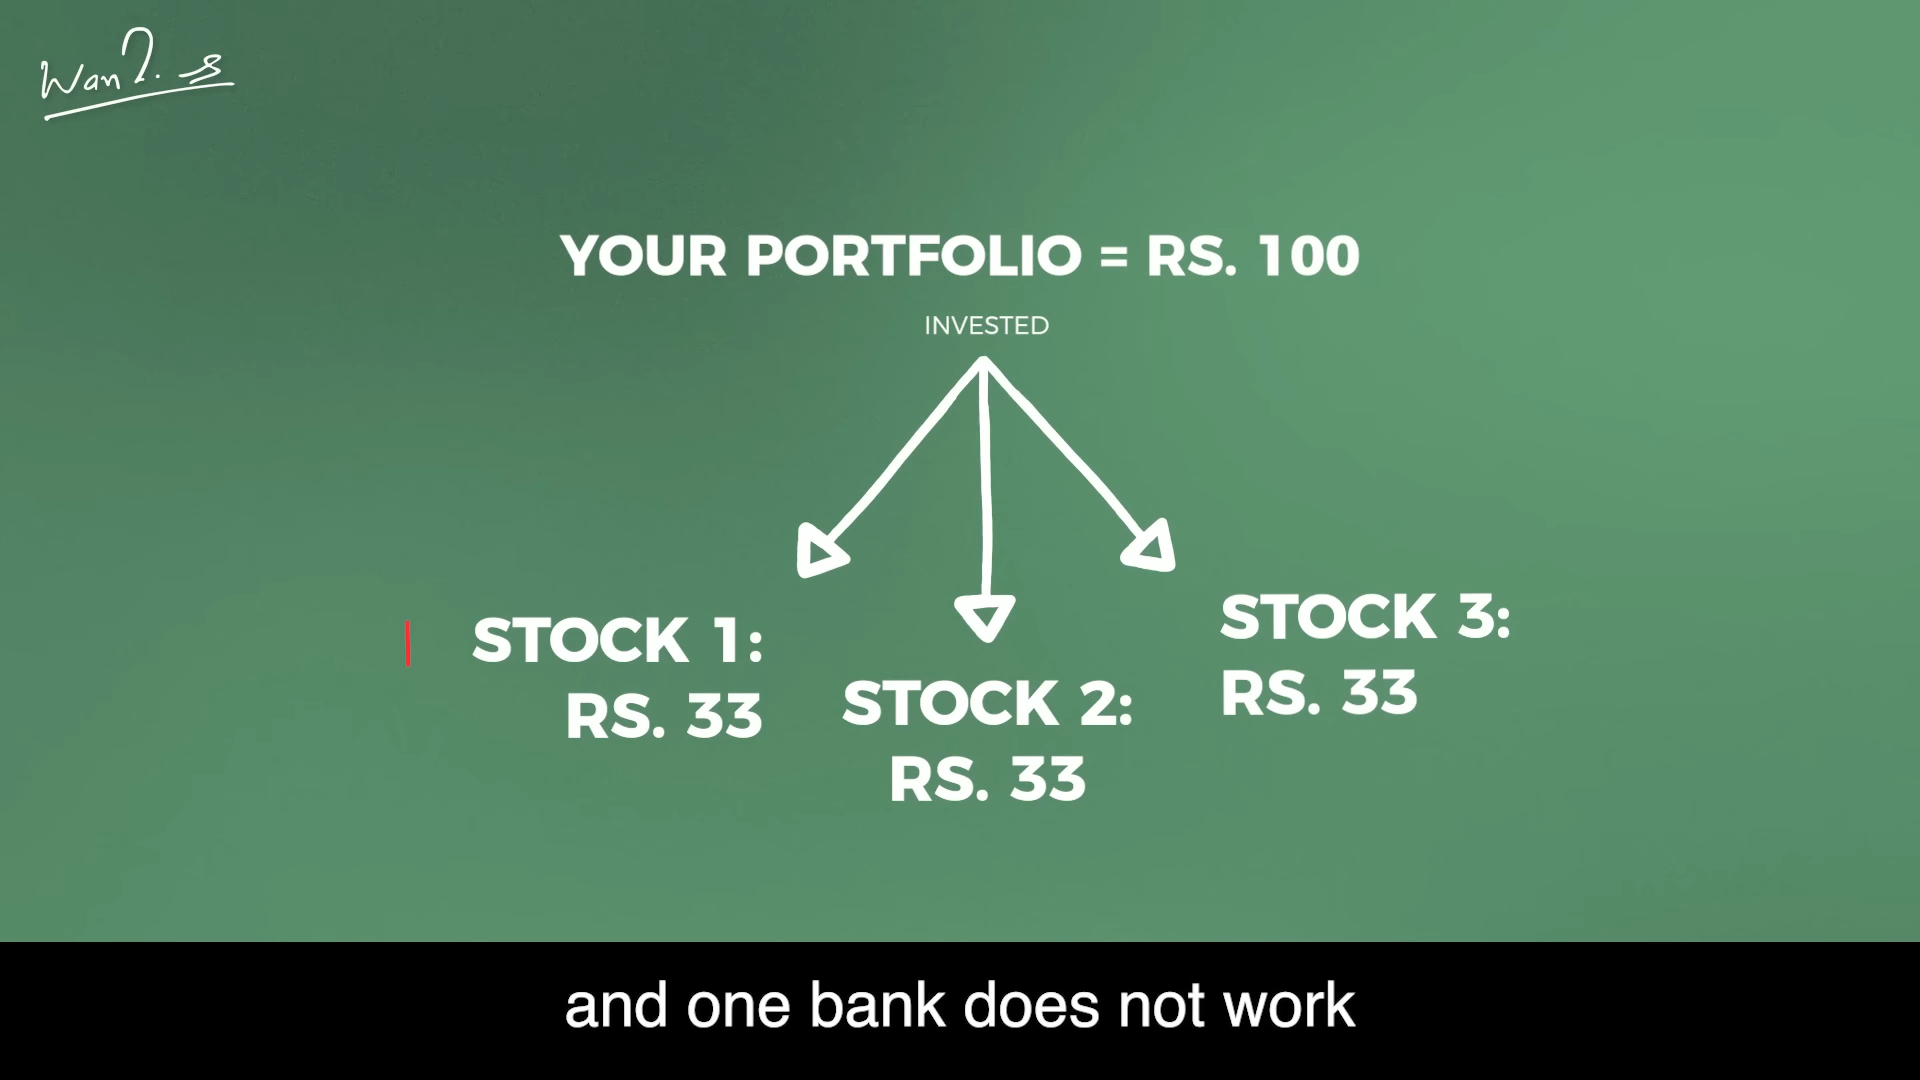 YOUR PORTFOLIO = RS. 100
INVESTED
STOCK 1:
RS. 33
STOCK 2:
RS. 33
STOCK 3:
RS. 33
and one bank does not work